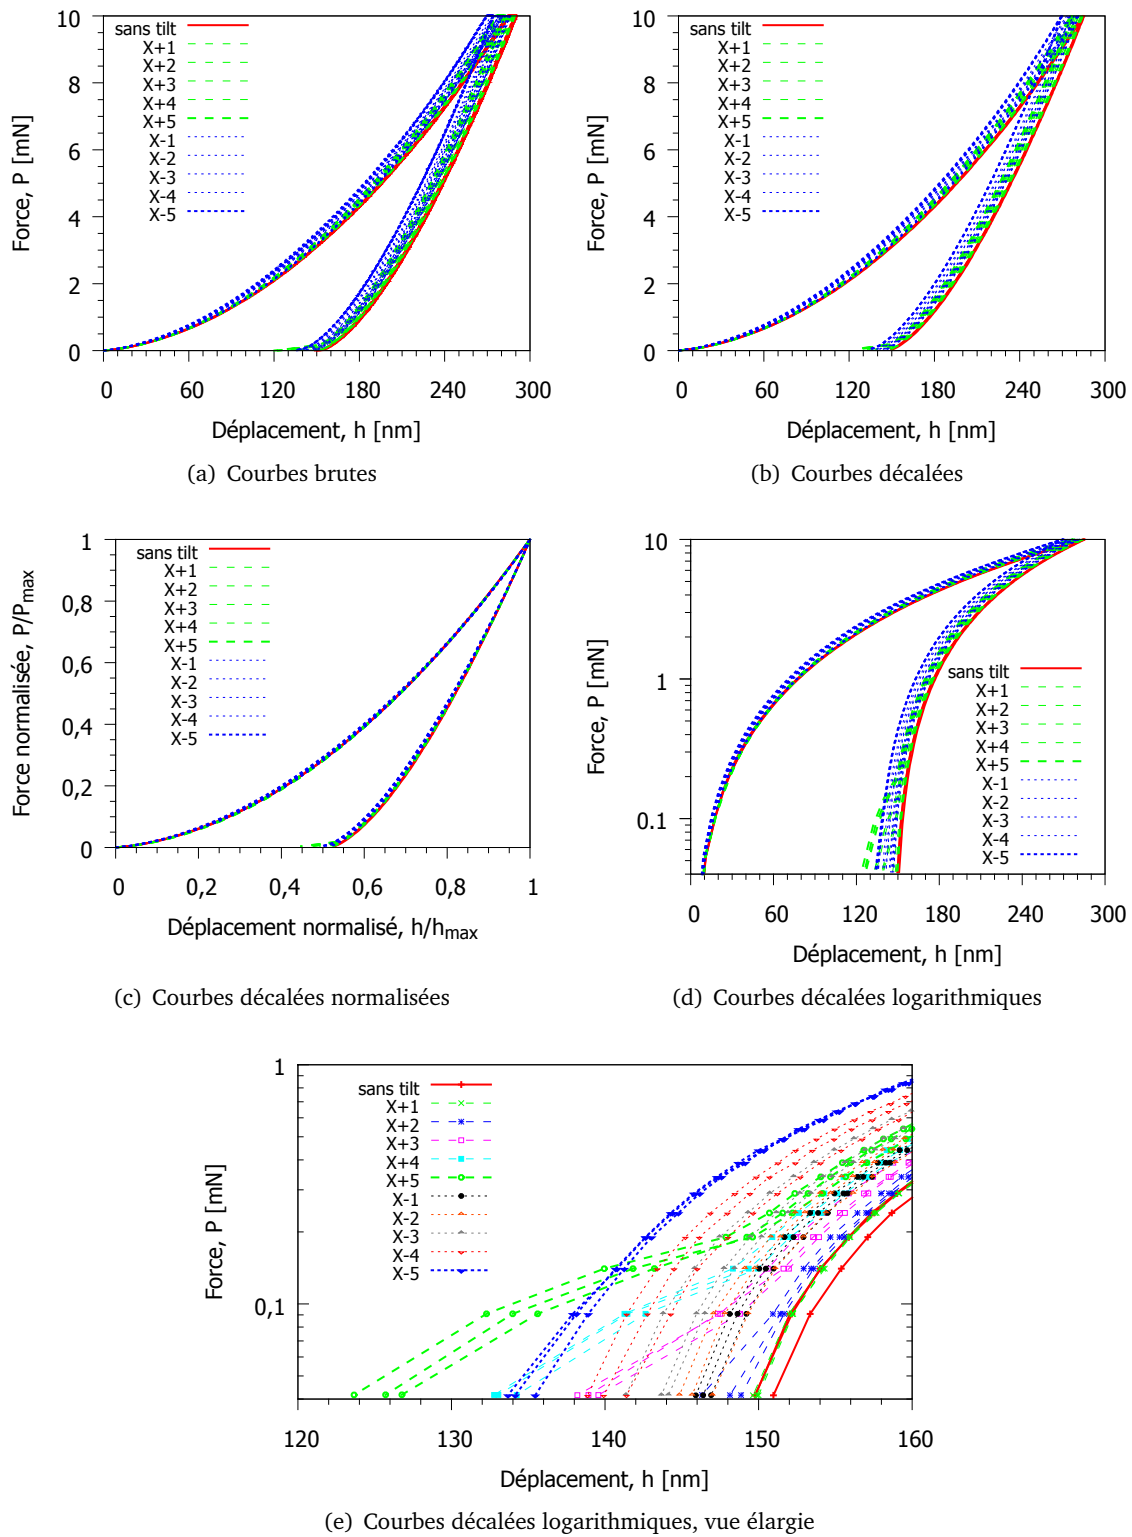 10
8
6
4
2
0
0 60 120 180 240 300
Force, P [mN]
Déplacement, h [nm]
sans tilt
X+1
X+2
X+3
X+4
X+5
X-1
X-2
X-3
X-4
X-5
(a) Courbes brutes
10
8
6
4
2
0
0 60 120 180 240 300
Force, P [mN]
Déplacement, h [nm]
sans tilt
X+1
X+2
X+3
X+4
X+5
X-1
X-2
X-3
X-4
X-5
(b) Courbes décalées
1
0,8
0,6
0,4
0,2
0
0 0,2 0,4 0,6 0,8 1
Force normalisée, P/Pmax
Déplacement normalisé, h/hmax
sans tilt
X+1
X+2
X+3
X+4
X+5
X-1
X-2
X-3
X-4
X-5
(c) Courbes décalées normalisées
10
1
0.1
0 60 120 180 240 300
Force, P [mN]
Déplacement, h [nm]
sans tilt
X+1
X+2
X+3
X+4
X+5
X-1
X-2
X-3
X-4
X-5
(d) Courbes décalées logarithmiques
1
0,1
120 130 140 150 160
Force, P [mN]
Déplacement, h [nm]
sans tilt
X+1
X+2
X+3
X+4
X+5
X-1
X-2
X-3
X-4
X-5
(e) Courbes décalées logarithmiques, vue élargie